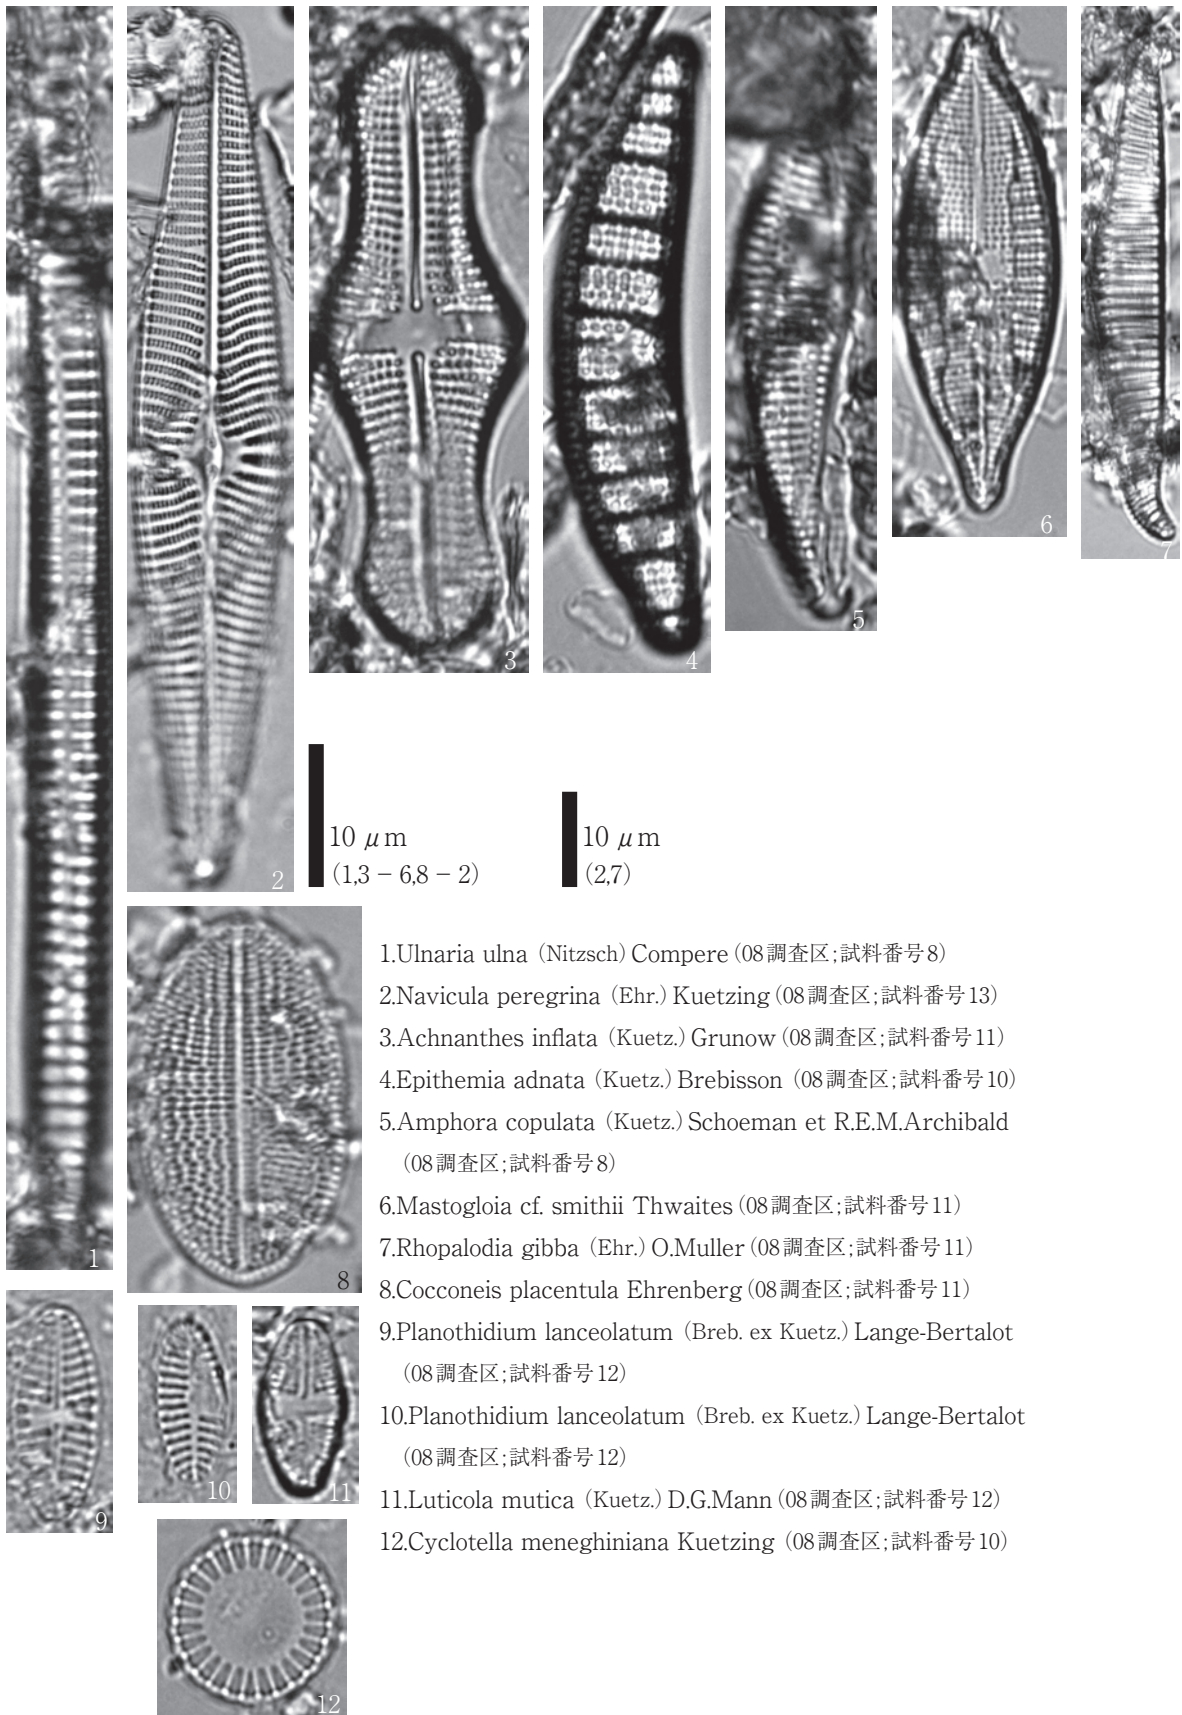 1
2
3
4
5
6
7
10 μm
(1,3 − 6,8 − 2)
10 μm
(2,7)
8
9
10
11
12
1.Ulnaria ulna (Nitzsch) Compere (08調査区;試料番号8)
2.Navicula peregrina (Ehr.) Kuetzing (08調査区;試料番号13)
3.Achnanthes inflata (Kuetz.) Grunow (08調査区;試料番号11)
4.Epithemia adnata (Kuetz.) Brebisson (08調査区;試料番号10)
5.Amphora copulata (Kuetz.) Schoeman et R.E.M.Archibald
(08調査区;試料番号8)
6.Mastogloia cf. smithii Thwaites (08調査区;試料番号11)
7.Rhopalodia gibba (Ehr.) O.Muller (08調査区;試料番号11)
8.Cocconeis placentula Ehrenberg (08調査区;試料番号11)
9.Planothidium lanceolatum (Breb. ex Kuetz.) Lange-Bertalot
(08調査区;試料番号12)
10.Planothidium lanceolatum (Breb. ex Kuetz.) Lange-Bertalot
(08調査区;試料番号12)
11.Luticola mutica (Kuetz.) D.G.Mann (08調査区;試料番号12)
12.Cyclotella meneghiniana Kuetzing (08調査区;試料番号10)